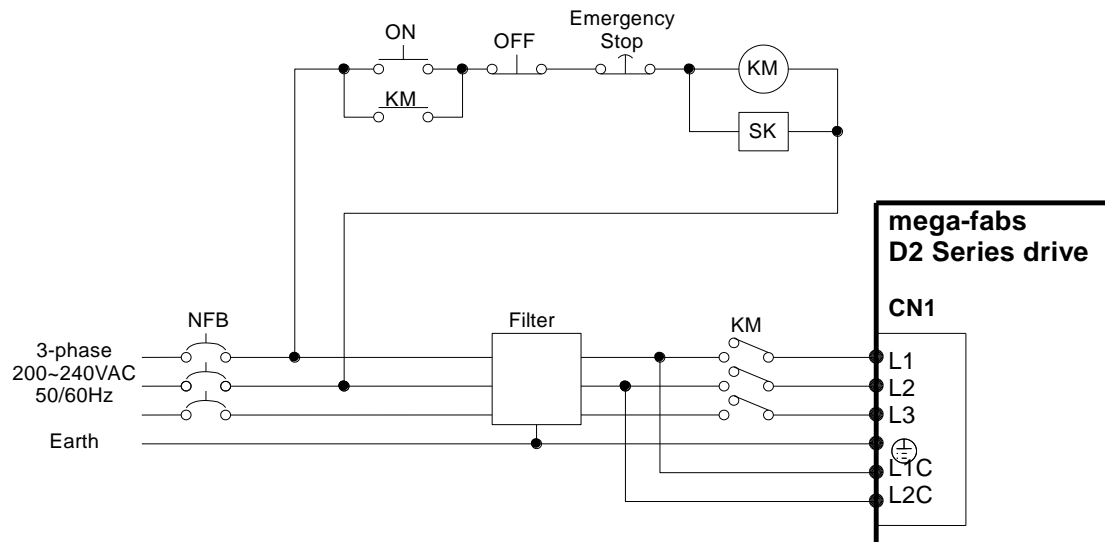 Emergency
Stop
ON
OFF
KM
KM
SK
mega-fabs
D2 Series drive
CN1
NFB
Filter
KM
3-phase
200~240VAC
50/60Hz
Earth
L1
L2
L3
L1C
L2C